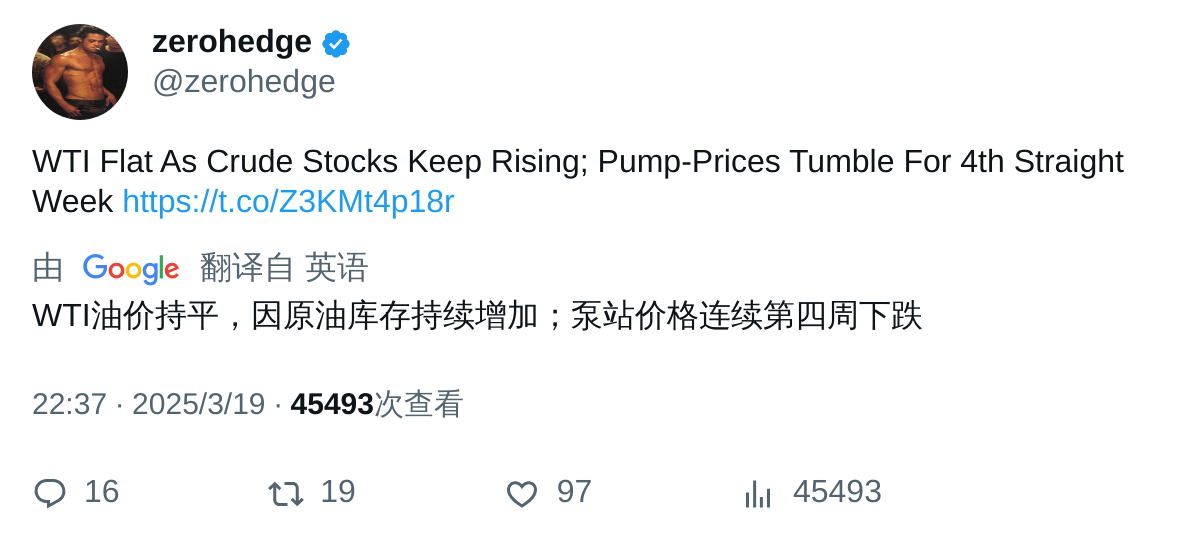 zerohedge
@zerohedge
WTI Flat As Crude Stocks Keep Rising; Pump-Prices Tumble For 4th Straight
Week https://t.co/Z3KMt4p18r
由 Google 翻译自 英语
WTI油价持平，因原油库存持续增加；泵站价格连续第四周下跌
22:37 · 2025/3/19 · 45493次查看
16 19 97 45493